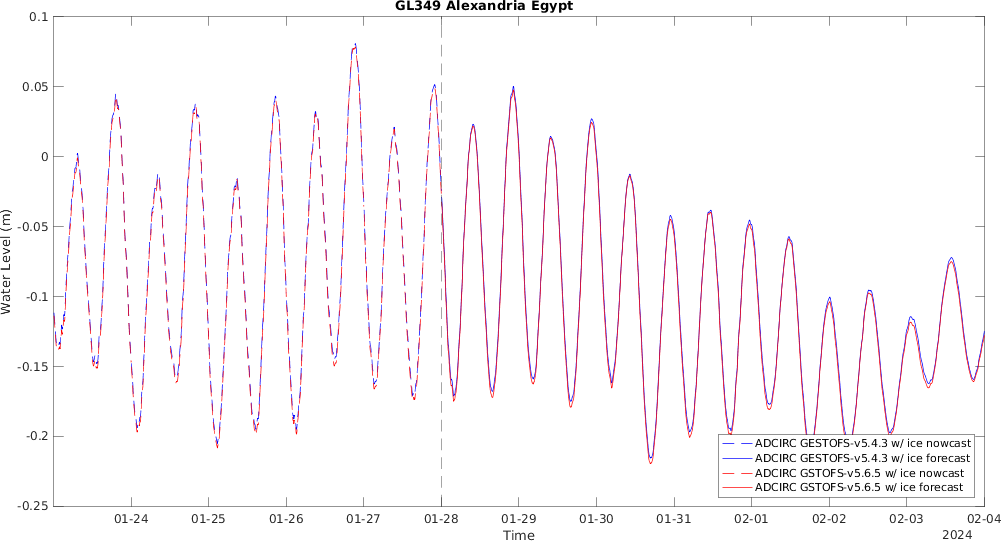 GL349 Alexandria Egypt
0.1
0.05
0
-0.05
-0.1
-0.15
-0.2
-0.25
Water Level (m)
ADCIRC GESTOFS-v5.4.3 w/ ice nowcast
ADCIRC GESTOFS-v5.4.3 w/ ice forecast
ADCIRC GSTOFS-v5.6.5 w/ ice nowcast
ADCIRC GSTOFS-v5.6.5 w/ ice forecast
01-24 01-25 01-26 01-27 01-28 01-29 01-30 01-31 02-01 02-02 02-03 02-04
Time
2024